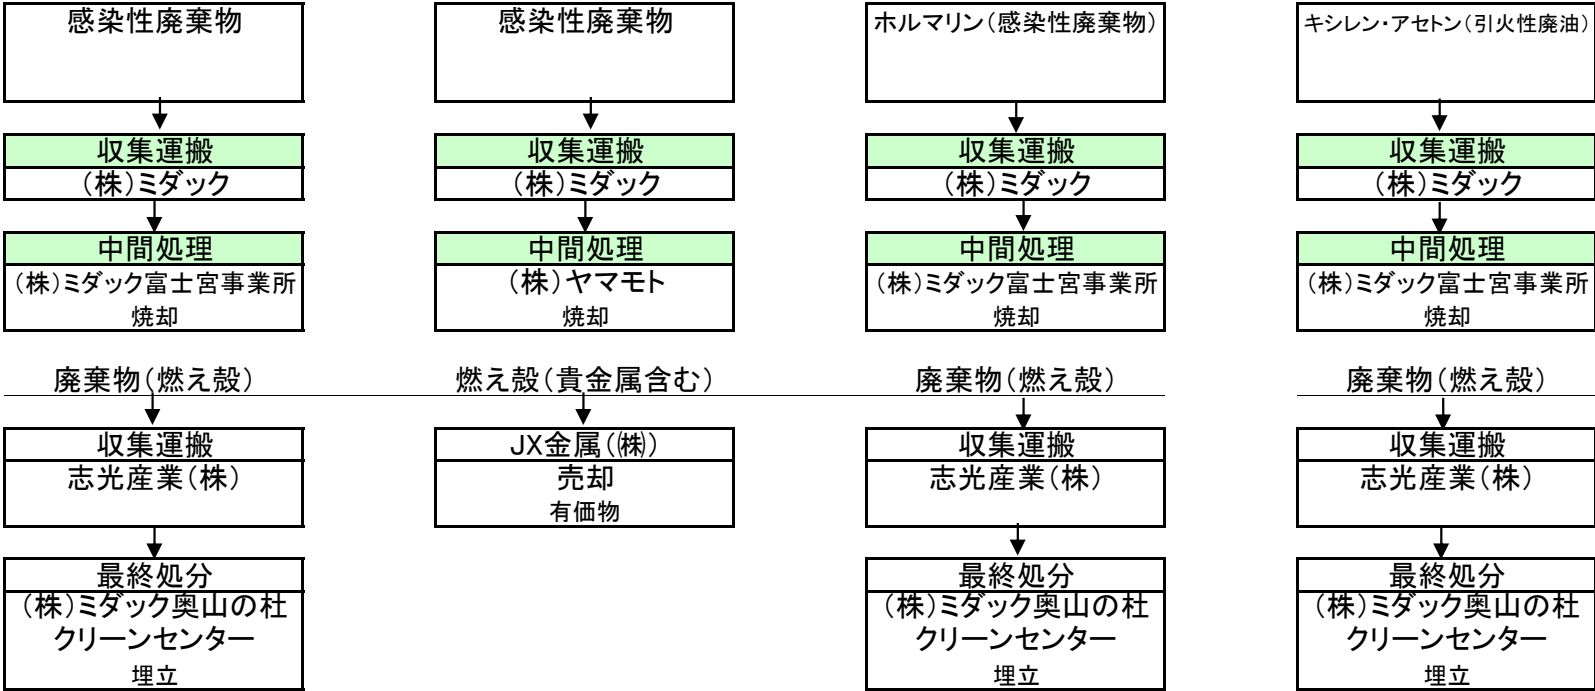 感染性廃棄物
収集運搬
（株）ミダック
中間処理
（株）ミダック富士宮事業所
焼却
廃棄物（燃え殻）
収集運搬
志光産業（株）
最終処分
（株）ミダック奥山の杜
クリーンセンター
埋立
感染性廃棄物
収集運搬
（株）ミダック
中間処理
（株）ヤマモト
焼却
燃え殻（貴金属含む）
JX金属（㈱）
売却
有価物
ホルマリン（感染性廃棄物）
収集運搬
（株）ミダック
中間処理
（株）ミダック富士宮事業所
焼却
廃棄物（燃え殻）
収集運搬
志光産業（株）
最終処分
（株）ミダック奥山の杜
クリーンセンター
埋立
キシレン・アセトン（引火性廃油）
収集運搬
（株）ミダック
中間処理
（株）ミダック富士宮事業所
焼却
廃棄物（燃え殻）
収集運搬
志光産業（株）
最終処分
（株）ミダック奥山の杜
クリーンセンター
埋立